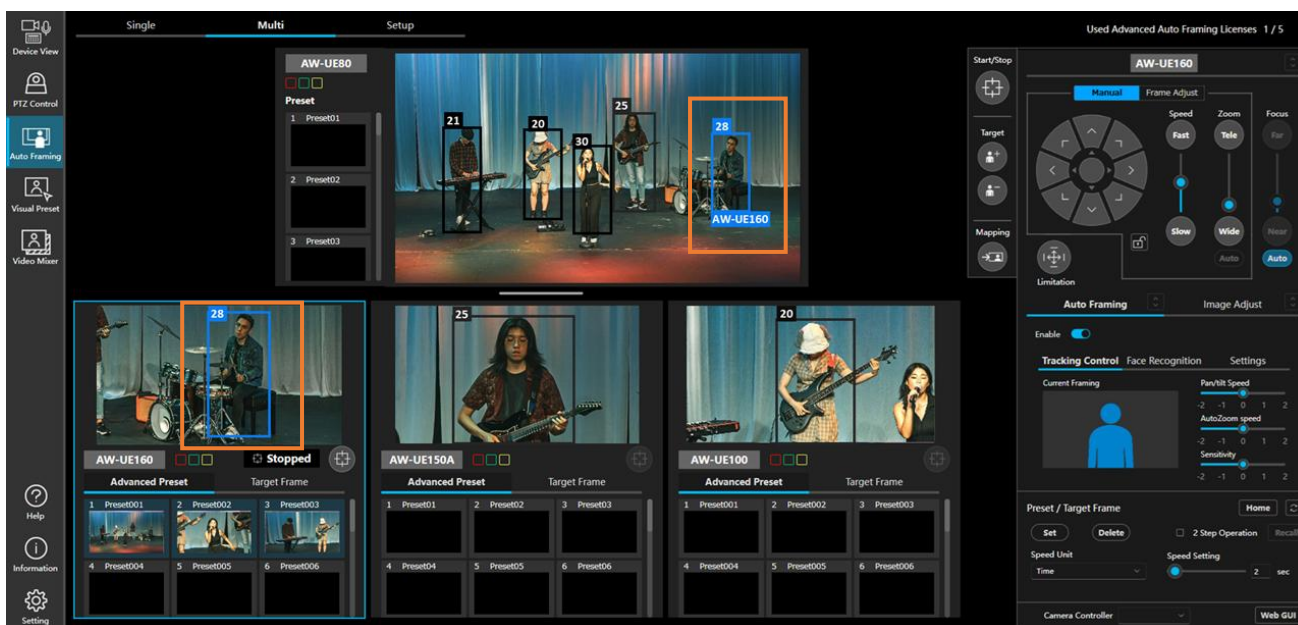 Device View
PTZ Control
Auto Framing
Visual Preset
Video Mixer
Help
Information
Setting
Single Multi Setup
Used Advanced Auto Framing Licenses 1 / 5
AW-UE80
Preset
1 Preset01
2 Preset02
3 Preset03
21
20
30
25
28
AW-UE160
Start/Stop
Target
Mapping
28
AW-UE160 Stopped
Advanced Preset Target Frame
1 Preset001 2 Preset002 3 Preset003
4 Preset004 5 Preset005 6 Preset006
25
AW-UE150A
Advanced Preset Target Frame
1 Preset01 2 Preset02 3 Preset03
4 Preset04 5 Preset05 6 Preset06
20
AW-UE100
Advanced Preset Target Frame
1 Preset001 2 Preset002 3 Preset003
4 Preset004 5 Preset005 6 Preset006
AW-UE160
Manual Frame Adjust
Speed Zoom Focus
Fast Tele Far
Slow Wide Near
Auto Auto
Limitation
Auto Framing Image Adjust
Enable
Tracking Control Face Recognition Settings
Current Framing
Pan/tilt Speed
-2 -1 0 1 2
AutoZoom speed
-2 -1 0 1 2
Sensitivity
-2 -1 0 1 2
Preset / Target Frame Home
Set Delete 2 Step Operation Recall
Speed Unit Speed Setting
Time 2 sec
Camera Controller Web GUI